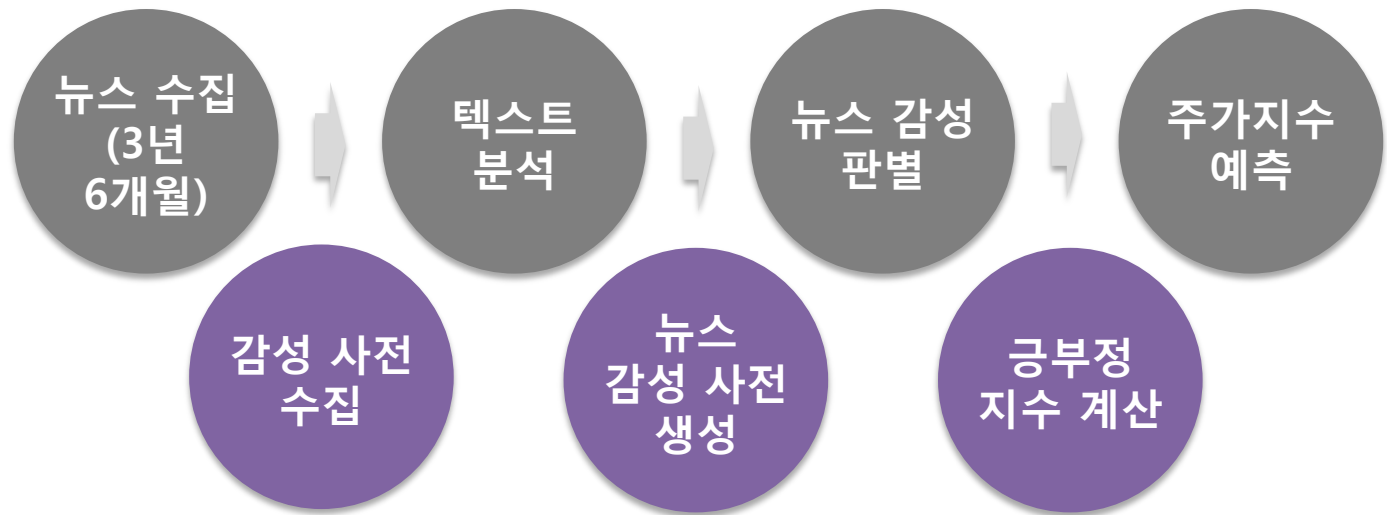 뉴스 수집
(3년
6개월)
텍스트
분석
뉴스 감성
판별
주가지수
예측
감성 사전
수집
뉴스
감성 사전
생성
긍부정
지수 계산